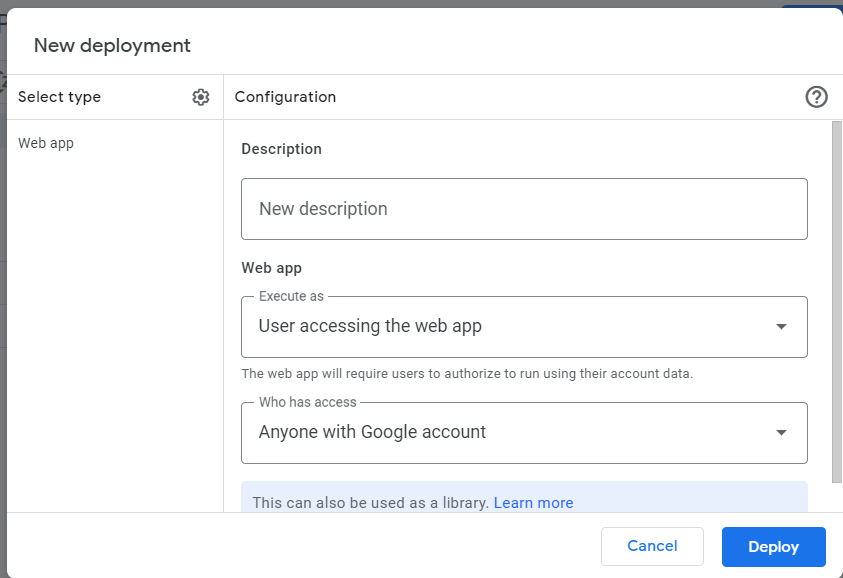 New deployment
Select type
Configuration
Web app
Description
New description
Web app
Execute as
User accessing the web app
The web app will require users to authorize to run using their account data.
Who has access
Anyone with Google account
This can also be used as a library. Learn more
Cancel
Deploy